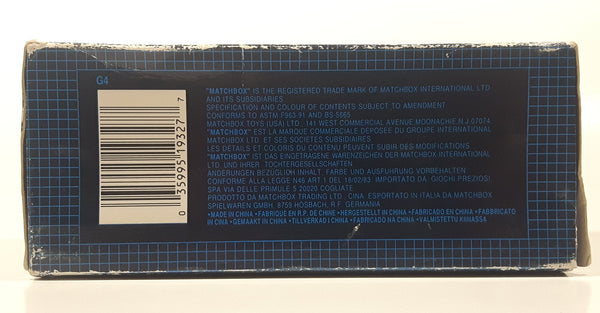 G4
"MATCHBOX" IS THE REGISTERED TRADE MARK OF MATCHBOX INTERNATIONAL LTD
AND ITS SUBSIDIARIES
SPECIFICATION AND COLOUR OF CONTENTS SUBJECT TO AMENDMENT
CONFORMS TO ASTM F963-91 AND BS-5665
MATCHBOX TOYS (USA) LTD., 141 WEST COMMERCIAL AVENUE MOONACHIE,N.J.07074
"MATCHBOX" EST LA MARQUE COMMERCIALE DEPOSEE DU GROUPE INTERNATIONAL
MATCHBOX LTD. ET ET SES SOCIETES SUBSIDIAIRES
LES DETAILS ET COLORIS DU CONTENU PEUVENT SUBIR DES MODIFICATIONS
"MATCHBOX" IST DAS EINGETRAGENE WARENZEICHEN DER MATCHBOX INTERNATIONAL
LTD. UND IHRER TOCHTERGESELLSCHAFTEN
ÄNDERUNGEN BEZÜGLICH INHALT, FARBE UND AUSFÜHRUNG VORBEHALTEN
CONFORME ALLA LEGGE N46 ART 1 DEL 18/02/83. IMPORTATO DA: GIOCHI PREZIOSI
SPA VIA DELLE PRIMULE 5 20020 COGLIATE
PRODOTTO DA MATCHBOX TRADING LTD. CINA. ESPORTATO IN ITALIA DA MATCHBOX
SPIELWAREN GMBH, 8759 HÖSBACH, R.F. GERMANIA
•MADE IN CHINA •FABRIQUE EN R.P. DE CHINE •HERGESTELLT IN CHINA •FABRICADO EN CHINA •FABBRICATO
IN CINA •GEMAAKT IN CHINA •TILLVERKAD I CHINA •FABRICADO NA CHINA •VALMISTETTU KIINASSA
0 35995 19327 7